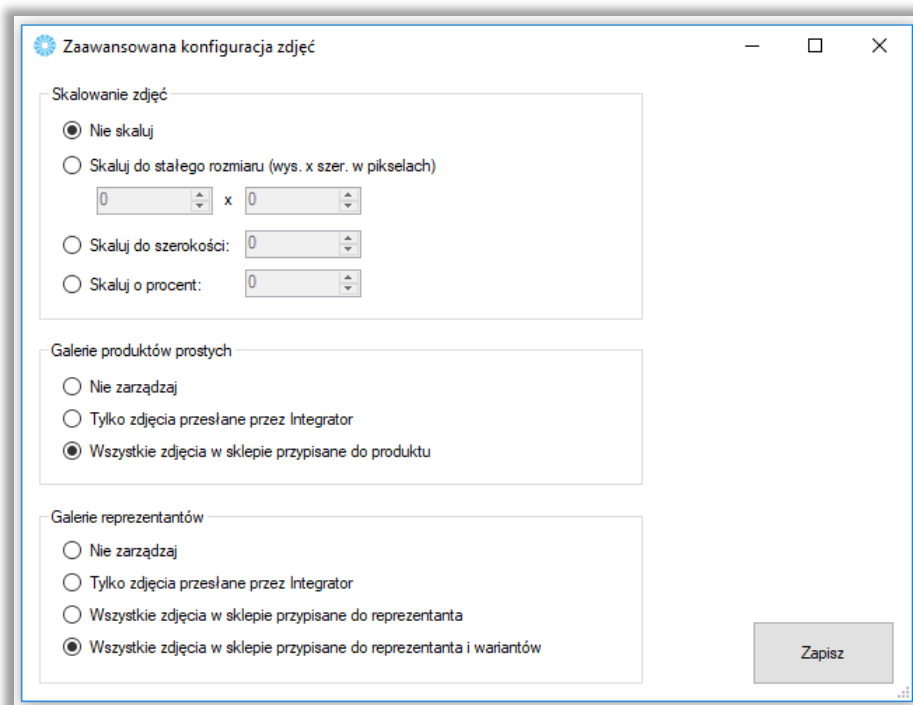 Zaawansowana konfiguracja zdjęć
Skalowanie zdjęć
Nie skaluj
Skaluj do stałego rozmiaru (wys. x szer. w pikselach)
0 x 0
Skaluj do szerokości: 0
Skaluj o procent: 0
Galerie produktów prostych
Nie zarządzaj
Tylko zdjęcia przesłane przez Integrator
Wszystkie zdjęcia w sklepie przypisane do produktu
Galerie reprezentantów
Nie zarządzaj
Tylko zdjęcia przesłane przez Integrator
Wszystkie zdjęcia w sklepie przypisane do reprezentanta
Wszystkie zdjęcia w sklepie przypisane do reprezentanta i wariantów
Zapisz